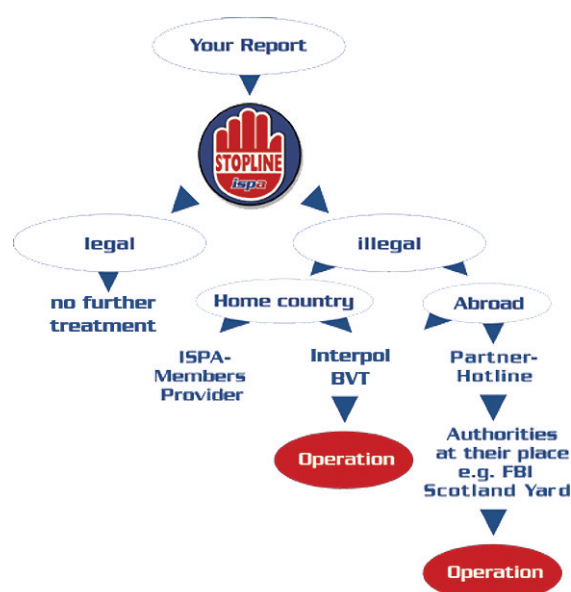 Your Report
STOPLINE
ispa
legal
illegal
no further
treatment
Home country
Abroad
ISPA-
Members
Provider
Interpol
BVT
Partner-
Hotline
Operation
Authorities
at their place
e.g. FBI
Scotland Yard
Operation